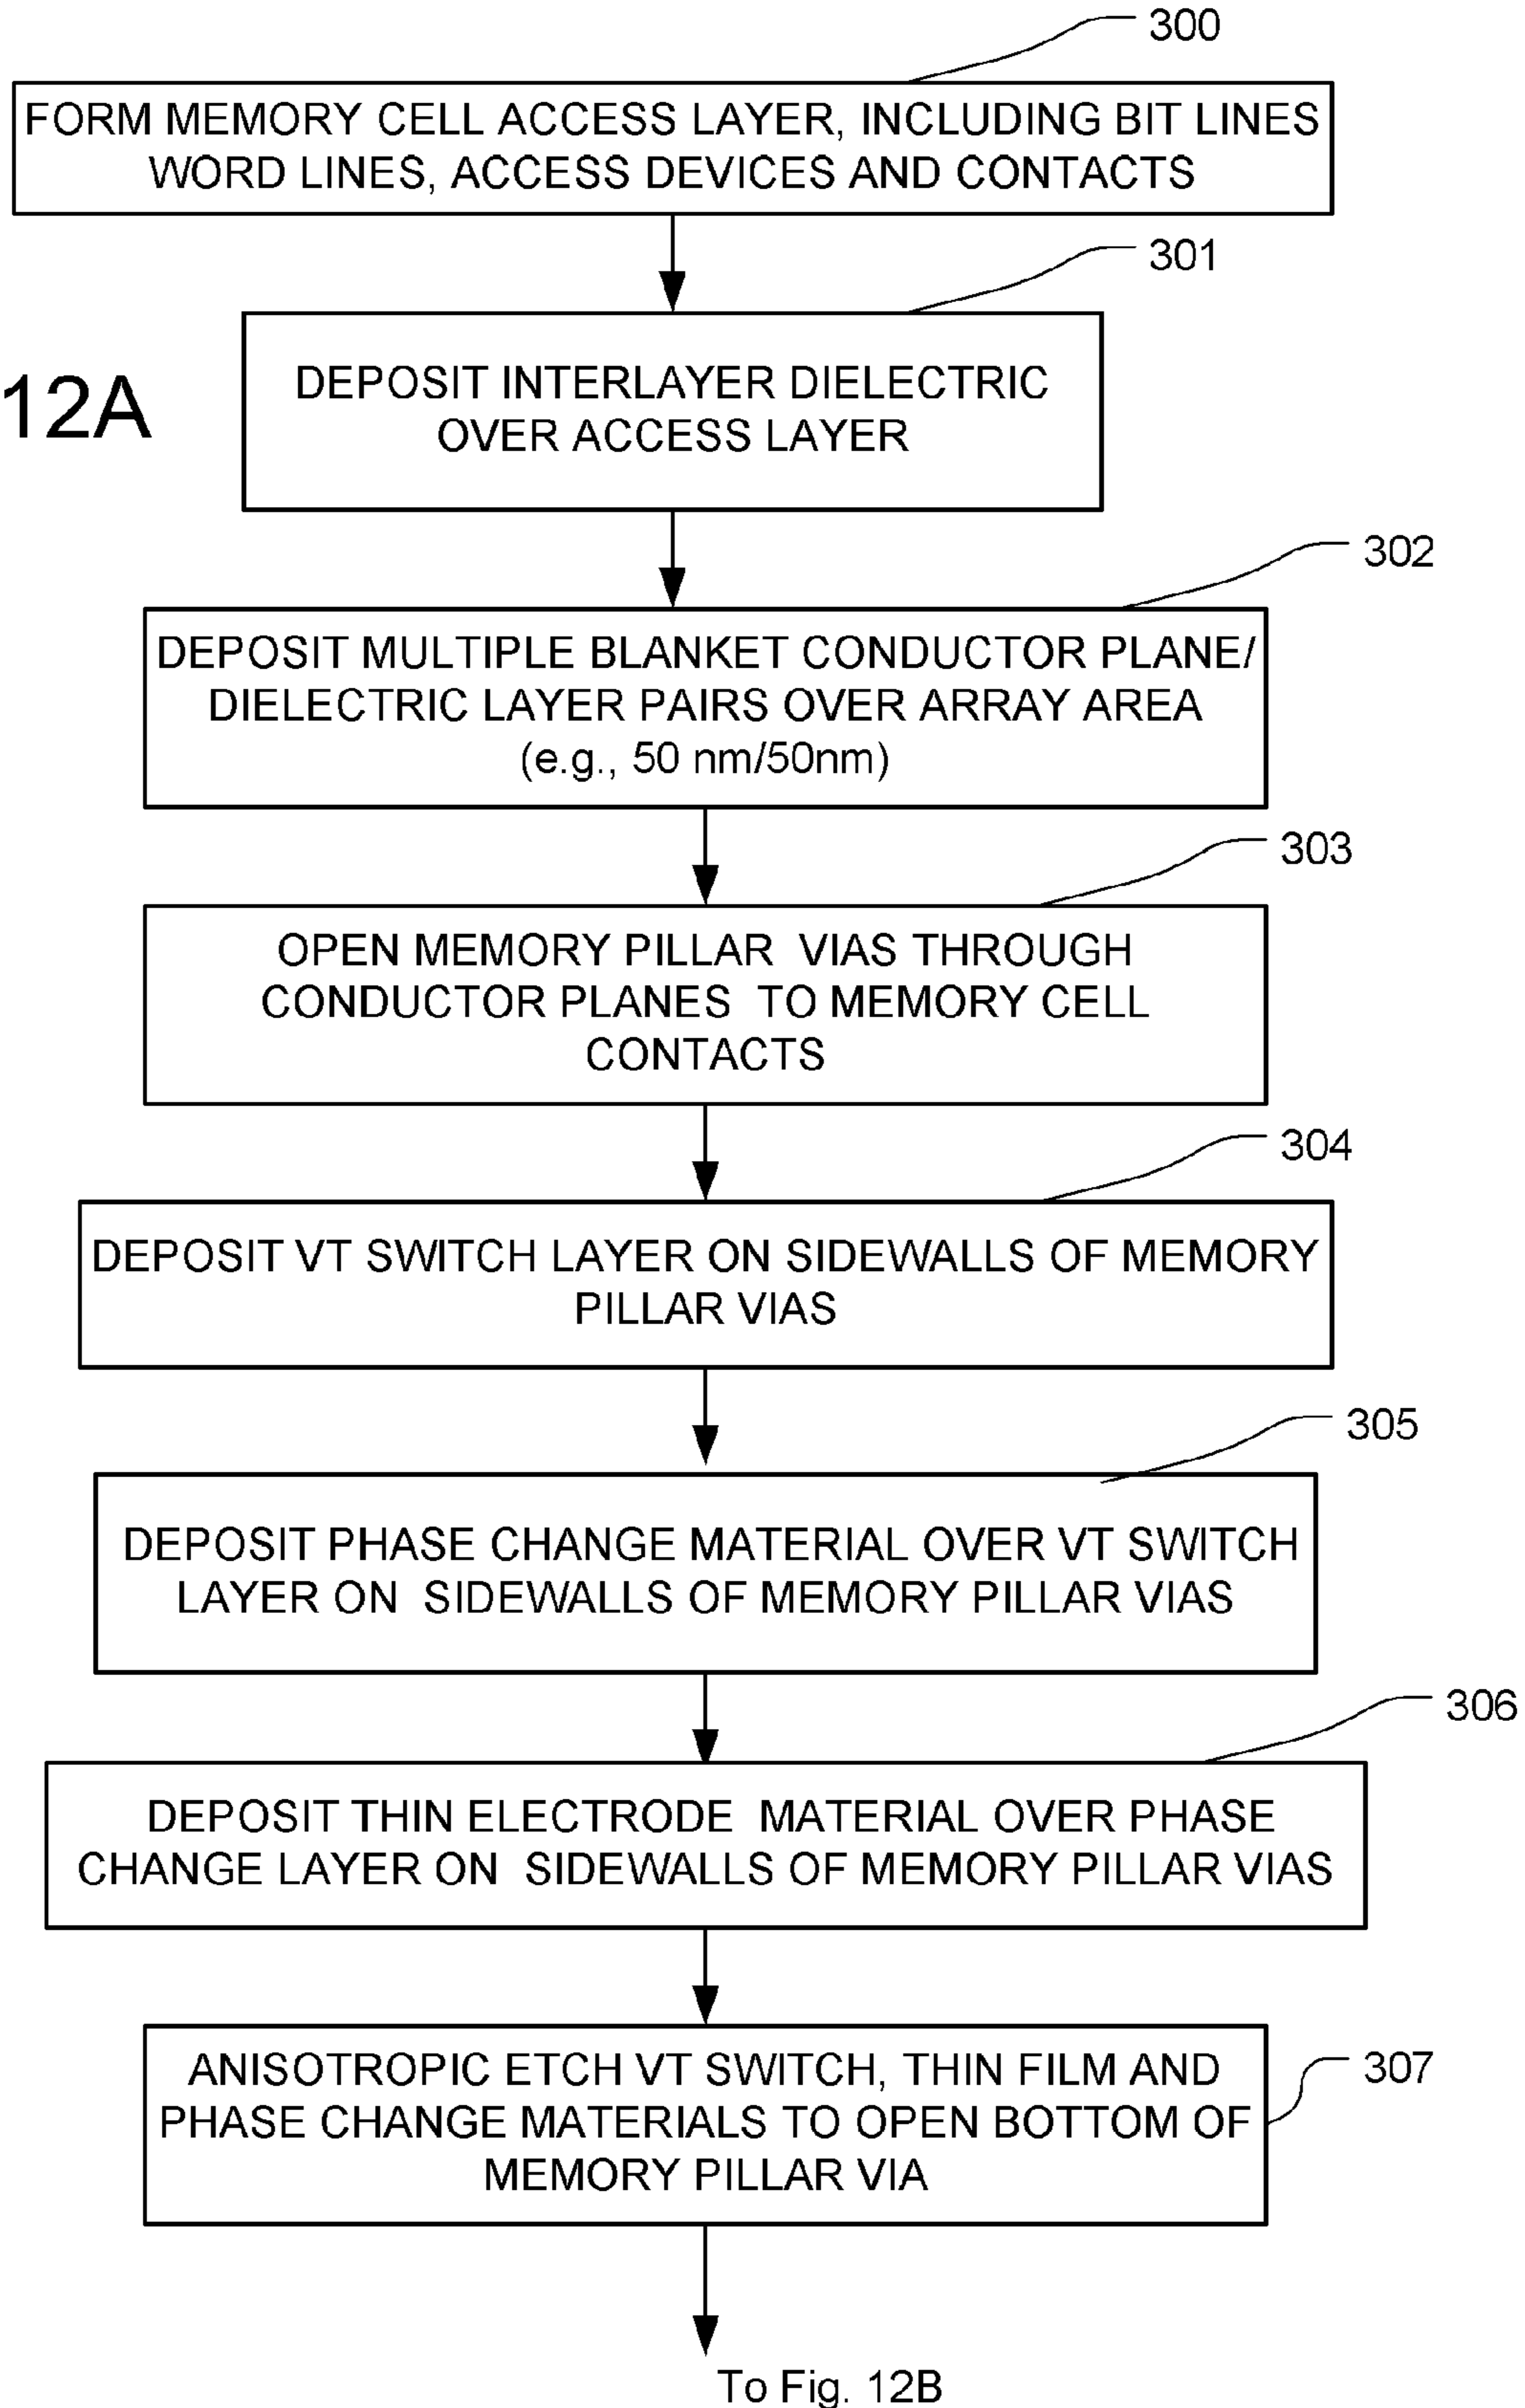 300
FORM MEMORY CELL ACCESS LAYER, INCLUDING BIT LINES
WORD LINES, ACCESS DEVICES AND CONTACTS
301
12A
DEPOSIT INTERLAYER DIELECTRIC
OVER ACCESS LAYER
302
DEPOSIT MULTIPLE BLANKET CONDUCTOR PLANE/
DIELECTRIC LAYER PAIRS OVER ARRAY AREA
(e.g., 50 nm/50nm)
303
OPEN MEMORY PILLAR VIAS THROUGH
CONDUCTOR PLANES TO MEMORY CELL
CONTACTS
304
DEPOSIT VT SWITCH LAYER ON SIDEWALLS OF MEMORY
PILLAR VIAS
305
DEPOSIT PHASE CHANGE MATERIAL OVER VT SWITCH
LAYER ON SIDEWALLS OF MEMORY PILLAR VIAS
306
DEPOSIT THIN ELECTRODE MATERIAL OVER PHASE
CHANGE LAYER ON SIDEWALLS OF MEMORY PILLAR VIAS
307
ANISOTROPIC ETCH VT SWITCH, THIN FILM AND
PHASE CHANGE MATERIALS TO OPEN BOTTOM OF
MEMORY PILLAR VIA
To Fig. 12B